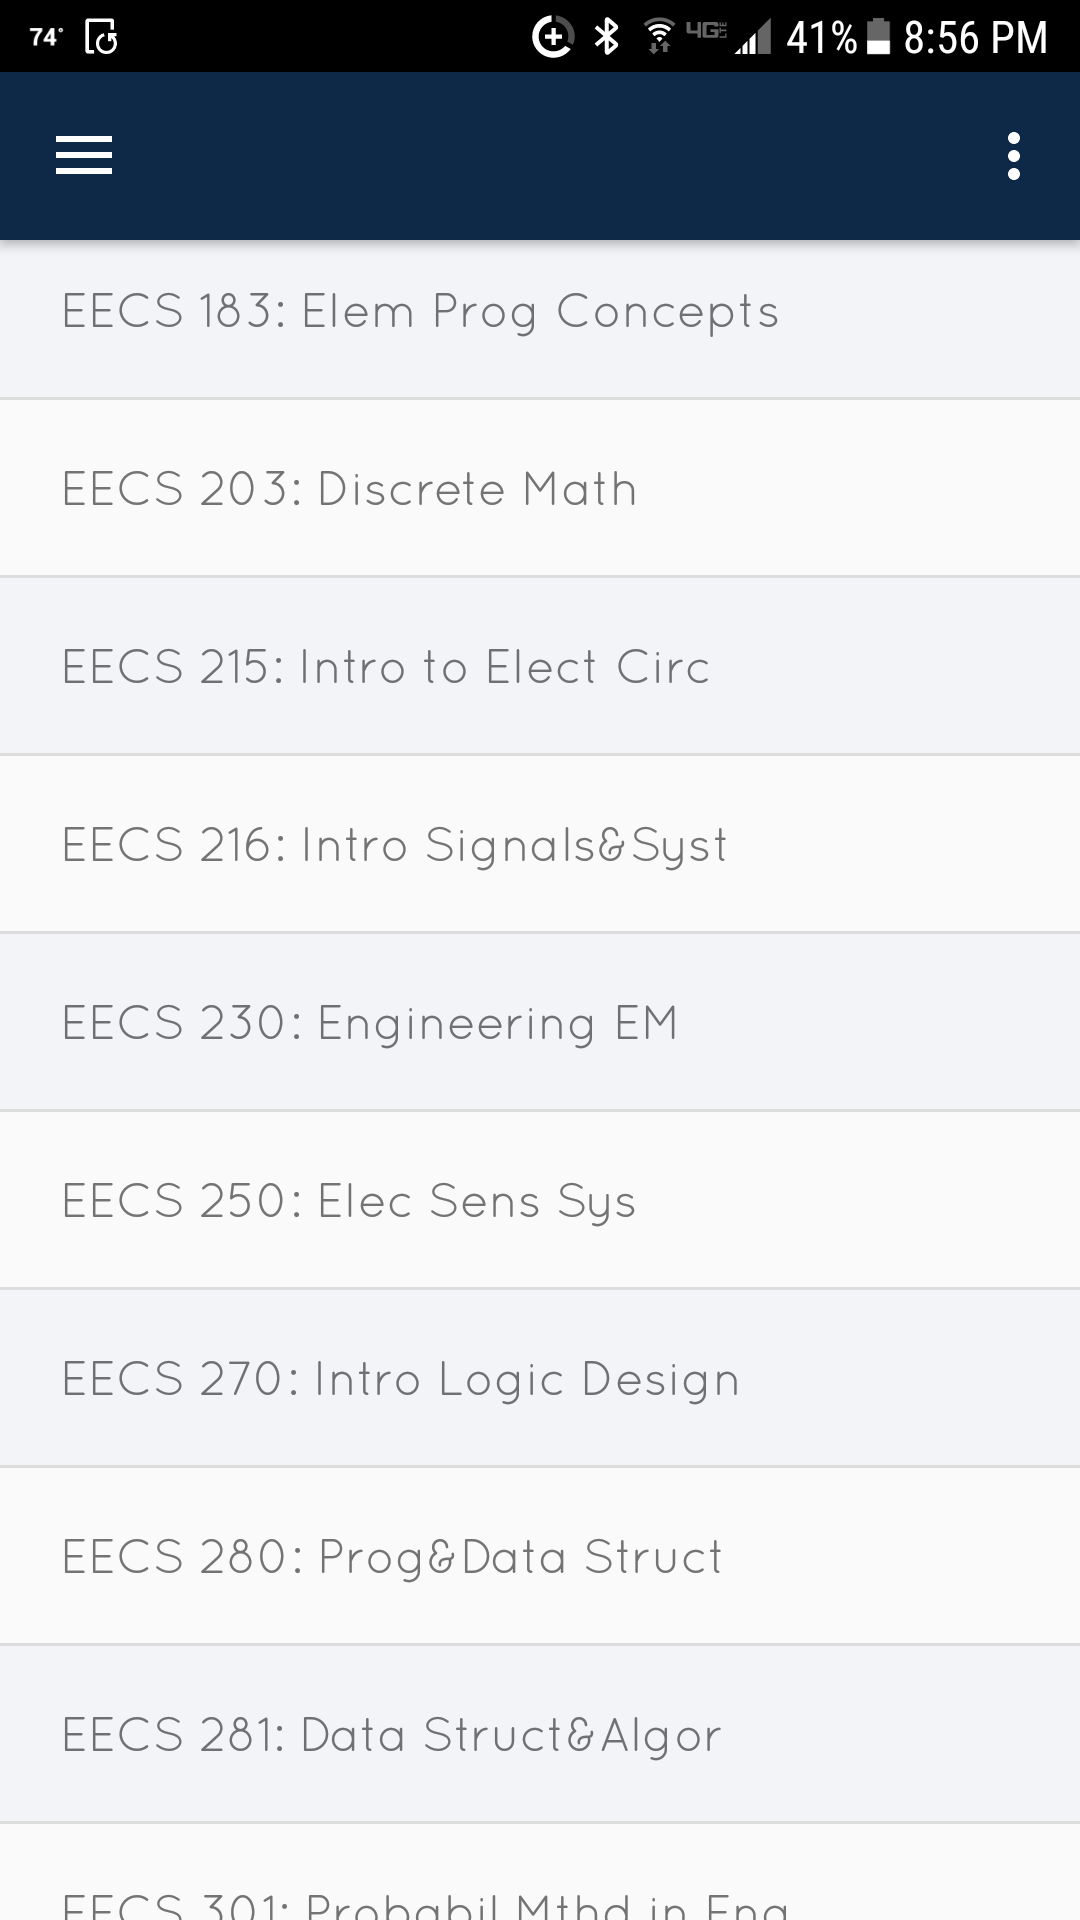 74°
4G LTE 41% 8:56 PM
EECS 183: Elem Prog Concepts
EECS 203: Discrete Math
EECS 215: Intro to Elect Circ
EECS 216: Intro Signals&Syst
EECS 230: Engineering EM
EECS 250: Elec Sens Sys
EECS 270: Intro Logic Design
EECS 280: Prog&Data Struct
EECS 281: Data Struct&Algor
EECS 301: Probabil Mthd in Eng